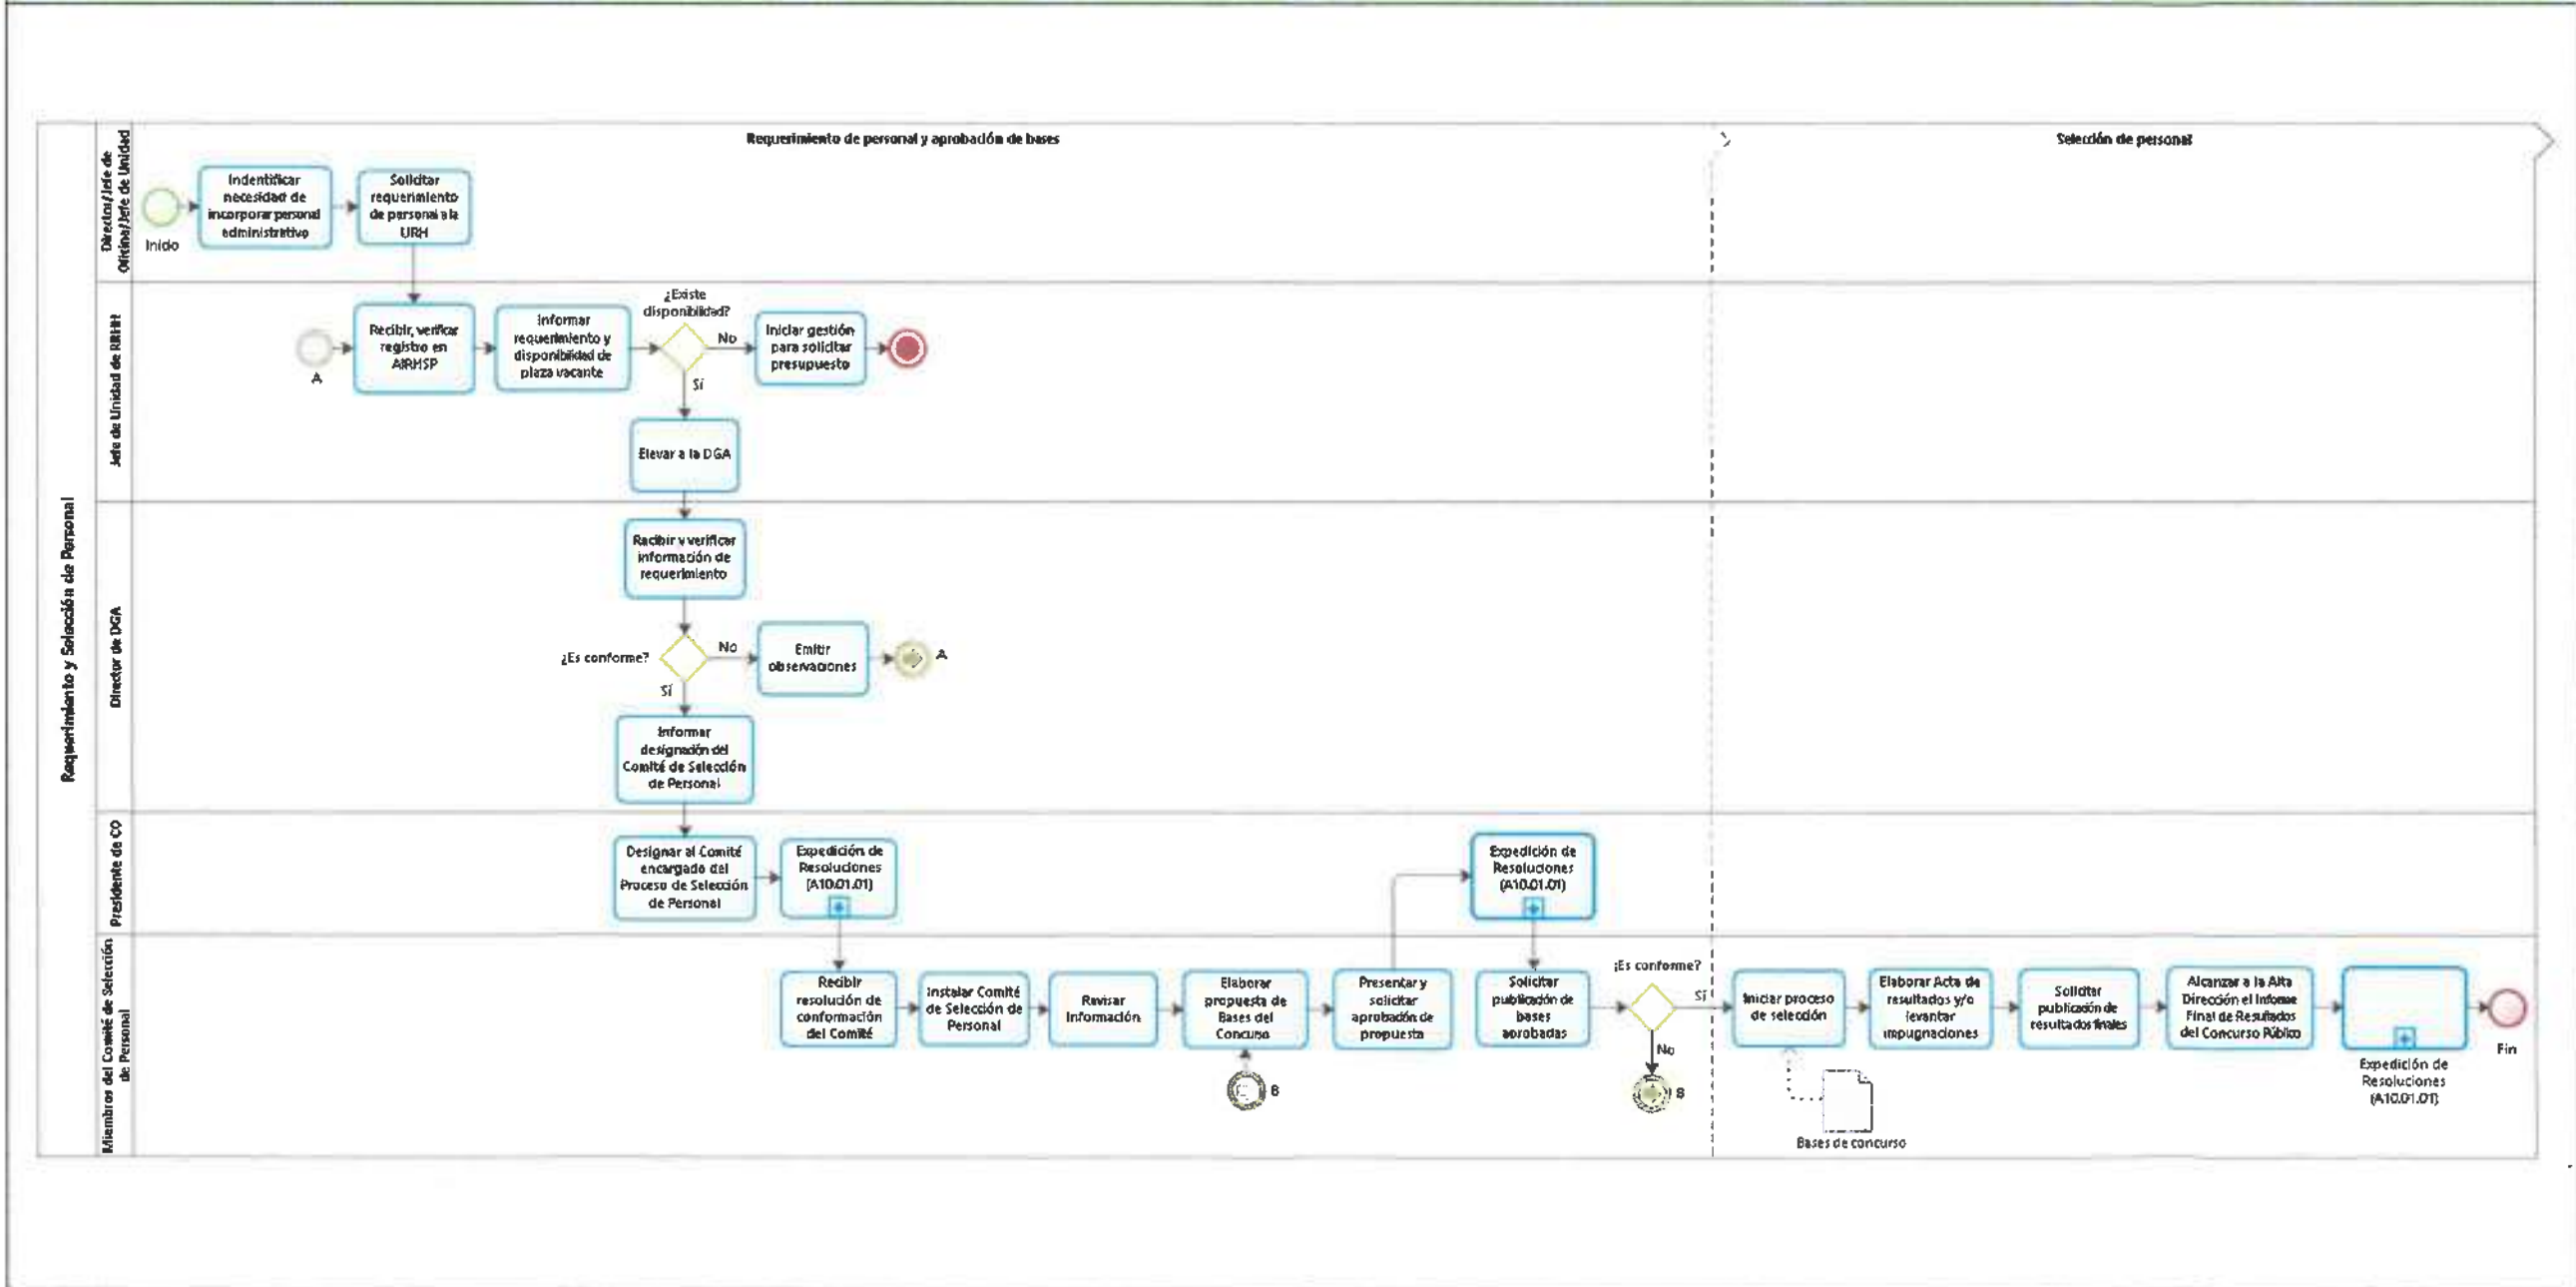 Requerimiento y Selección de Personal
Requerimiento de personal y aprobación de bases
Selección de personal
Director/Jefe de
Oficina/Jefe de Unidad
Inicio
Indentificar
necesidad de
incorporar personal
administrativo
Solicitar
requerimiento
de personal a la
URH
Jefe de Unidad de RRHH
A
Recibir, verificar
registro en
AIRHSP
Informar
requerimiento y
disponibilidad de
plaza vacante
¿Existe
disponibilidad?
No
Sí
Iniciar gestión
para solicitar
presupuesto
Elevar a la DGA
Director de DGA
Recibir y verificar
información de
requerimiento
¿Es conforme?
No
Sí
Emitir
observaciones
A
Informar
designación del
Comité de Selección
de Personal
Presidente de CO
Designar al Comité
encargado del
Proceso de Selección
de Personal
Expedición de
Resoluciones
(A10.01.01)
Expedición de
Resoluciones
(A10.01.01)
Miembros del Comité de Selección
de Personal
Recibir
resolución de
conformación
del Comité
Instalar Comité
de Selección de
Personal
Revisar
Información
Elaborar
propuesta de
Bases del
Concurso
B
Presentar y
solicitar
aprobación de
propuesta
Solicitar
publicación de
bases
aprobadas
¿Es conforme?
Sí
No
B
Iniciar proceso
de selección
Bases de concurso
Elaborar Acta de
resultados y/o
levantar
impugnaciones
Solicitar
publicación de
resultados finales
Alcanzar a la Alta
Dirección el Informe
Final de Resultados
del Concurso Público
Expedición de
Resoluciones
(A10.01.01)
Fin